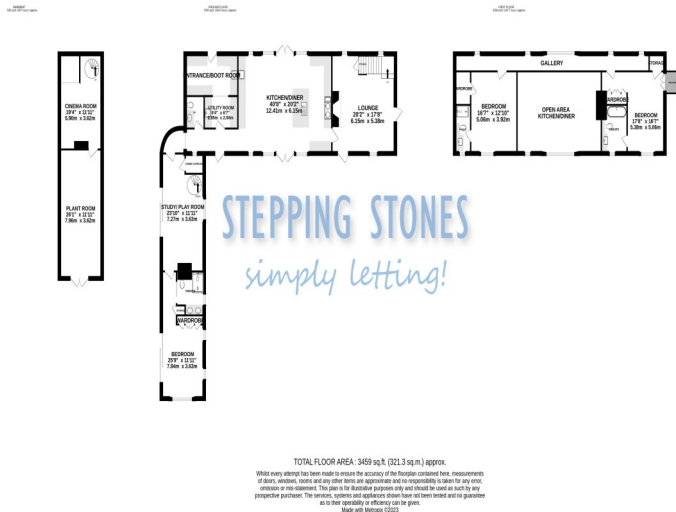 BASEMENT
GROUND FLOOR
1ST FLOOR
CINEMA ROOM
19'4" x 11'11"
5.90m x 3.62m
PLANT ROOM
26'1" x 11'11"
7.96m x 3.62m
ENTRANCE/BOOT ROOM
UTILITY ROOM
KITCHEN/DINER
40'8" x 20'2"
12.41m x 6.15m
LOUNGE
20'2" x 17'8"
6.15m x 5.38m
STUDY/ PLAY ROOM
23'10" x 11'11"
7.27m x 3.63m
WARDROBE
BEDROOM
25'9" x 11'11"
7.84m x 3.63m
GALLERY
STORAGE
WARDROBE
BEDROOM
16'7" x 12'10"
5.06m x 3.92m
OPEN AREA
KITCHEN/DINER
WARDROBE
BEDROOM
17'8" x 16'7"
5.38m x 5.06m
STEPPING STONES
simply letting!
TOTAL FLOOR AREA : 3459 sq.ft. (321.3 sq.m.) approx.
Whilst every attempt has been made to ensure the accuracy of the floorplan contained here, measurements
of doors, windows, rooms and any other items are approximate and no responsibility is taken for any error,
omission or mis-statement. This plan is for illustrative purposes only and should be used as such by any
prospective purchaser. The services, systems and appliances shown have not been tested and no guarantee
as to their operability or efficiency can be given.
Made with Metropix ©2023